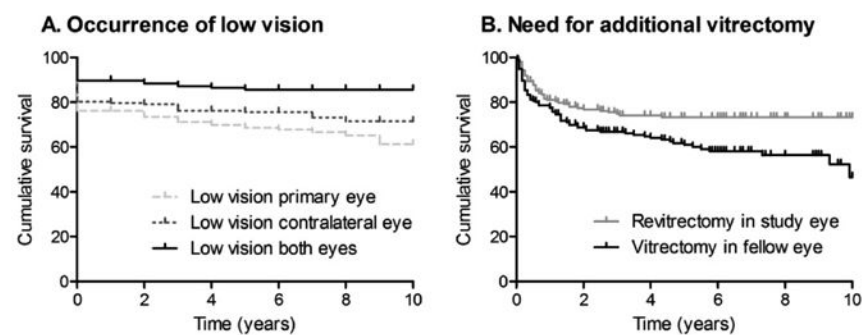 A. Occurrence of low vision
100
80
60
40
20
0
Cumulative survival
Low vision primary eye
Low vision contralateral eye
Low vision both eyes
0 2 4 6 8 10
Time (years)
B. Need for additional vitrectomy
100
80
60
40
20
0
Cumulative survival
Revitrectomy in study eye
Vitrectomy in fellow eye
0 2 4 6 8 10
Time (years)